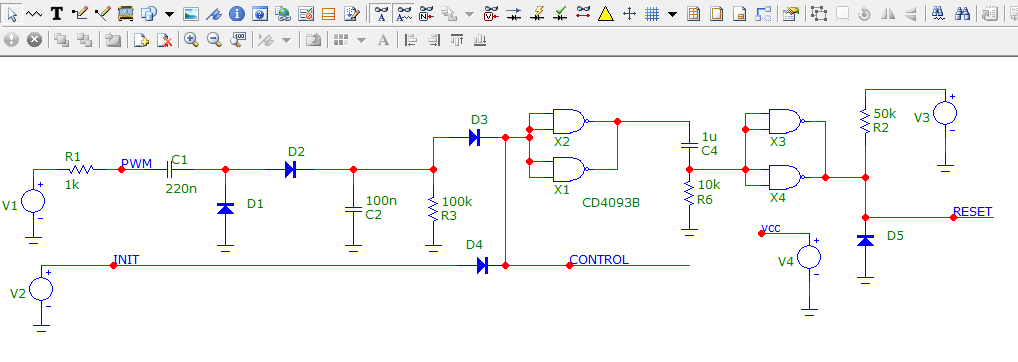 D3
X2
1u
C4
X3
50k
R2
V3
R1
PWM
C1
D2
1k
220n
V1
D1
100n
C2
100k
R3
X1
CD4093B
10k
R6
X4
RESET
D4
vcc
D5
INIT
CONTROL
V4
V2